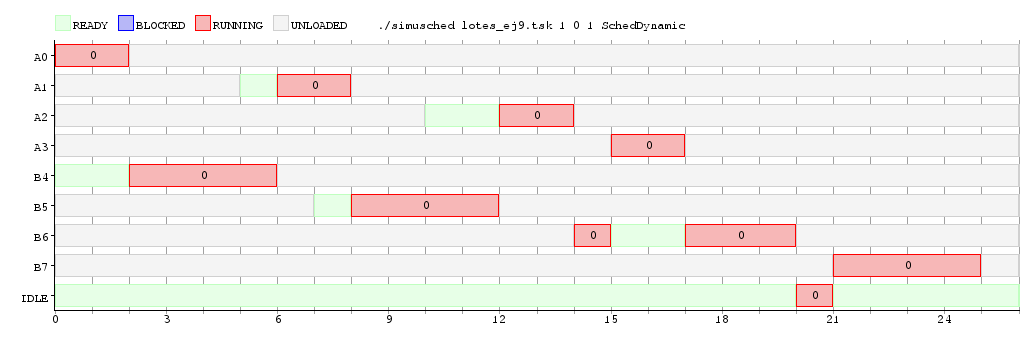 READY BLOCKED RUNNING UNLOADED ./simusched lotes_ej9.tsk 1 0 1 SchedDynamic
A0 0
A1 0
A2 0
A3 0
B4 0
B5 0
B6 0 0
B7 0
IDLE 0
0 3 6 9 12 15 18 21 24